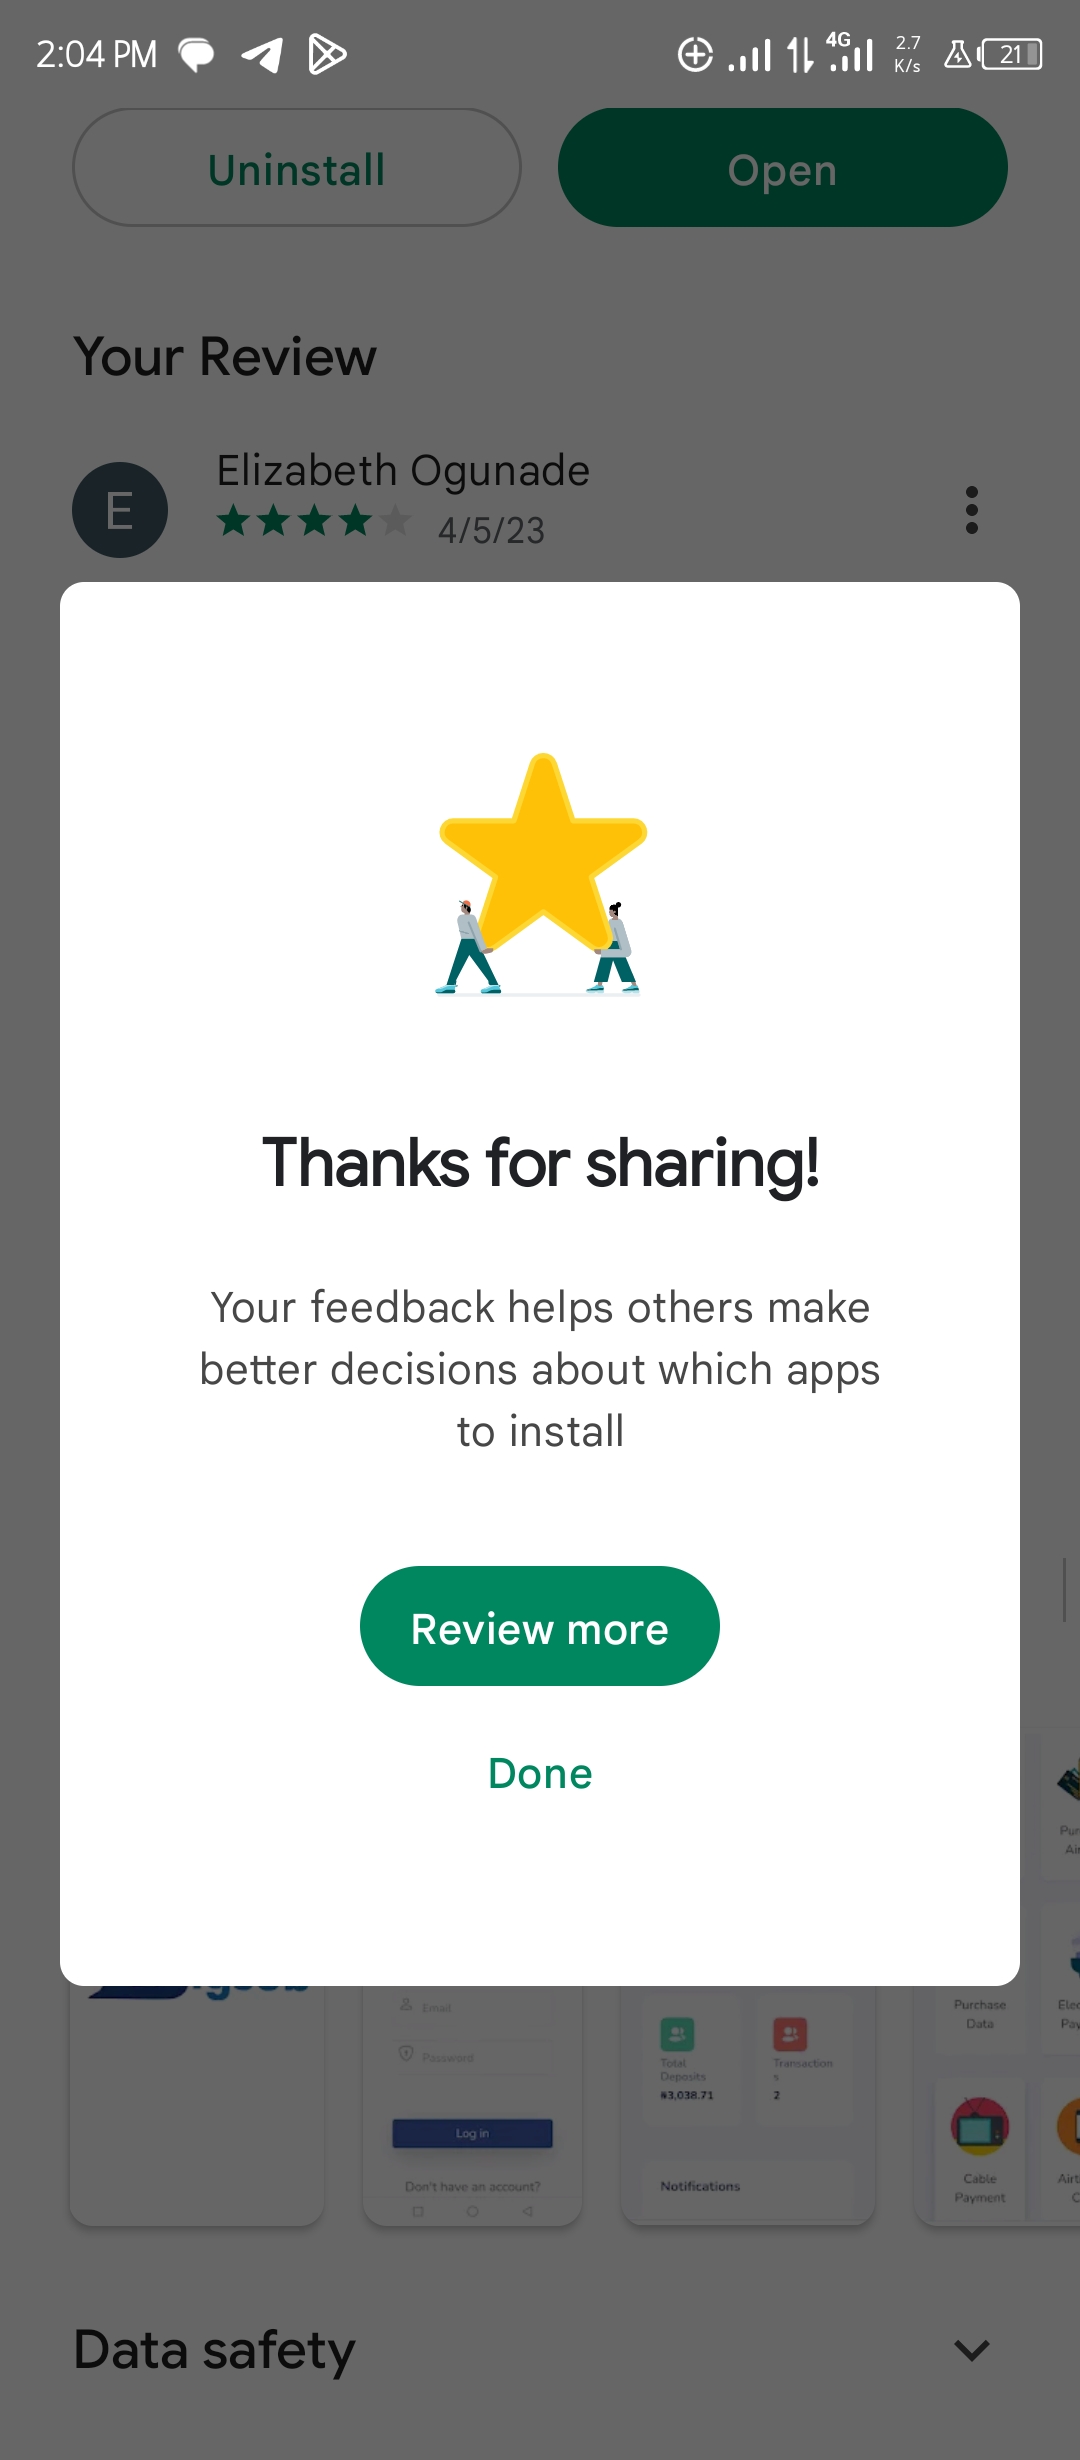 2:04 PM
4G
2.7
K/s
21
Uninstall
Open
Your Review
E
Elizabeth Ogunade
4/5/23
Thanks for sharing!
Your feedback helps others make
better decisions about which apps
to install
Review more
Done
Email
Password
Log in
Don't have an account?
Total
Deposits
₦3,038.71
Transaction
s
2
Notifications
Purchase
Data
Cable
Payment
Data safety